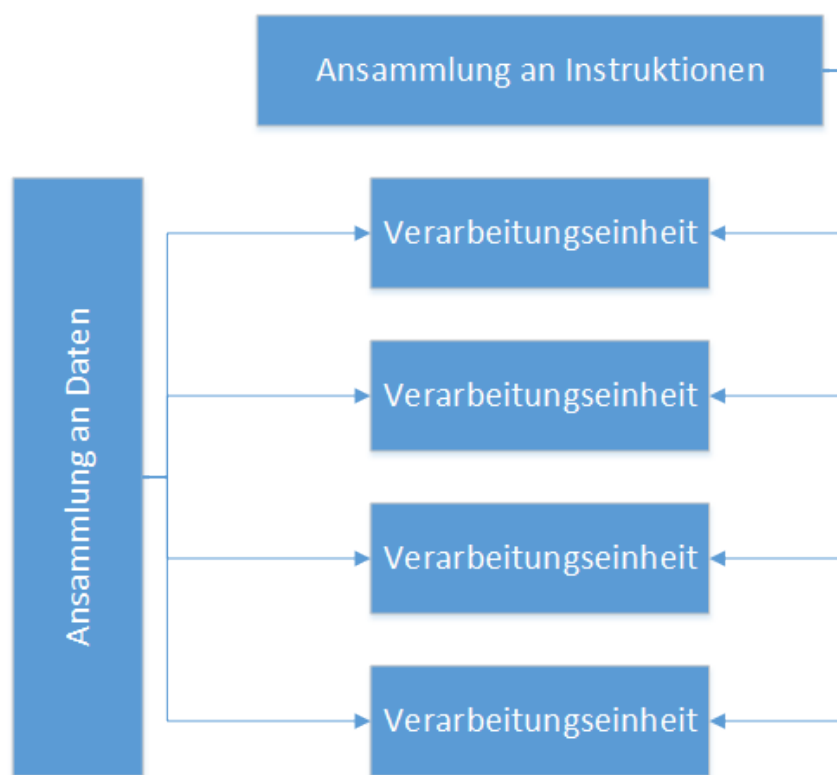 Ansammlung an Instruktionen
Ansammlung an Daten
Verarbeitungseinheit
Verarbeitungseinheit
Verarbeitungseinheit
Verarbeitungseinheit